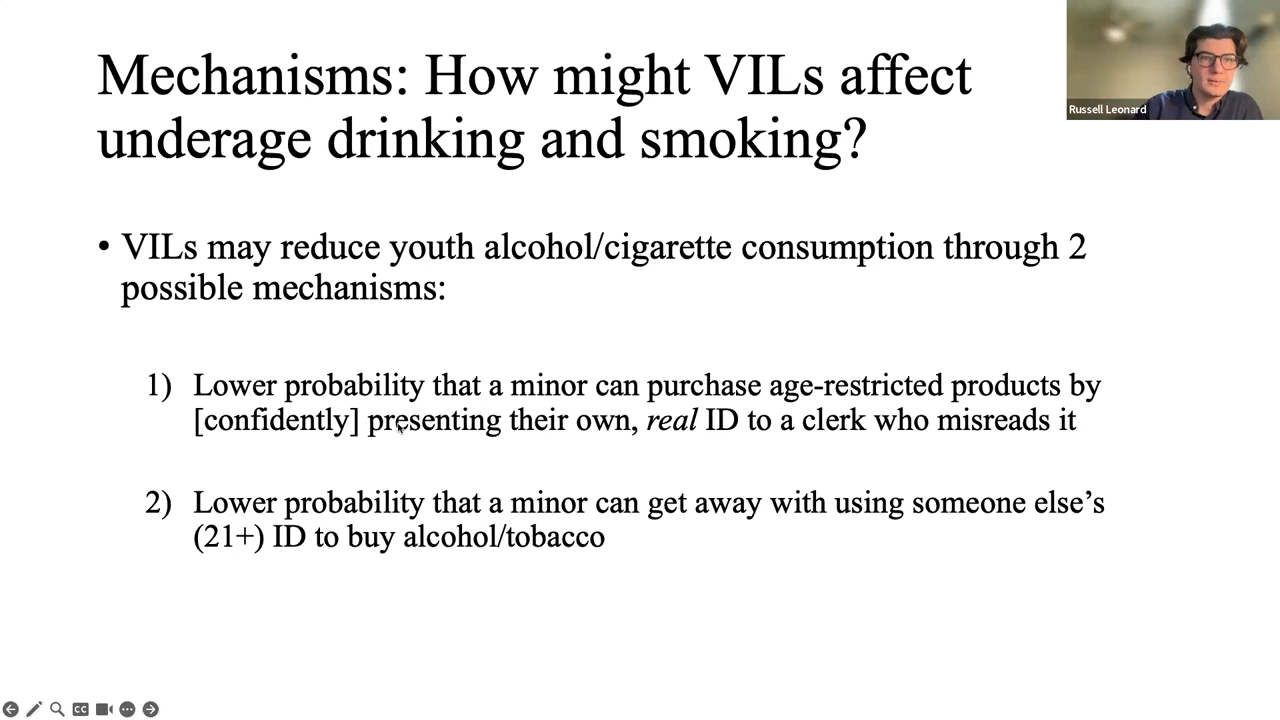 Mechanisms: How might VILs affect
underage drinking and smoking?
Russell Leonard
• VILs may reduce youth alcohol/cigarette consumption through 2
possible mechanisms:
1) Lower probability that a minor can purchase age-restricted products by
[confidently] presenting their own, real ID to a clerk who misreads it
2) Lower probability that a minor can get away with using someone else’s
(21+) ID to buy alcohol/tobacco
CC